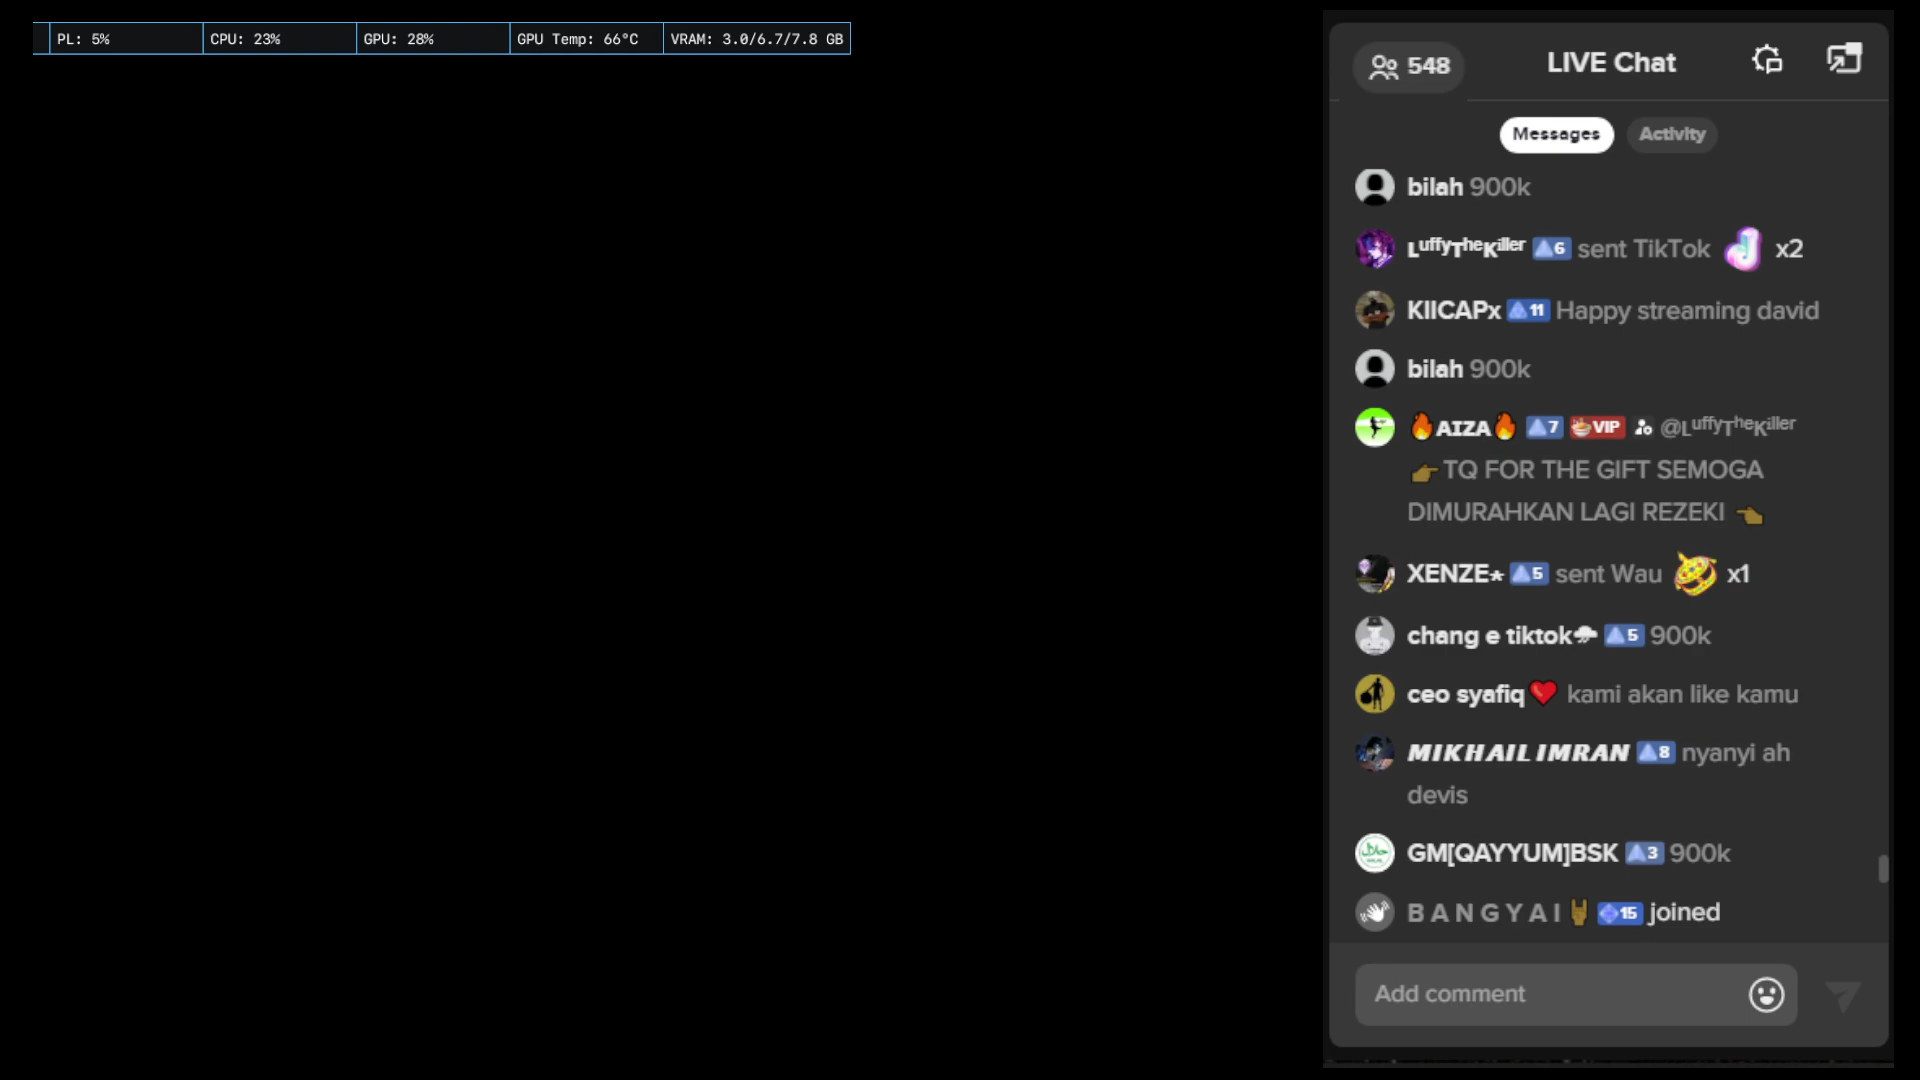 PL: 5%
CPU: 23%
GPU: 28%
GPU Temp: 66°C
VRAM: 3.0/6.7/7.8 GB
548
LIVE Chat
Messages
Activity
bilah 900k
LuffyTheKiller 6 sent TikTok x2
KIICAPx 11 Happy streaming david
bilah 900k
🔥AIZA🔥 7 VIP @LuffyTheKiller
👉TQ FOR THE GIFT SEMOGA
DIMURAHKAN LAGI REZEKI 👈
XENZE⋆ 5 sent Wau x1
chang e tiktok🌧 5 900k
ceo syafiq❤️ kami akan like kamu
MIKHAIL IMRAN 8 nyanyi ah
devis
GM[QAYYUM]BSK 3 900k
B A N G Y A I 🤘 15 joined
Add comment